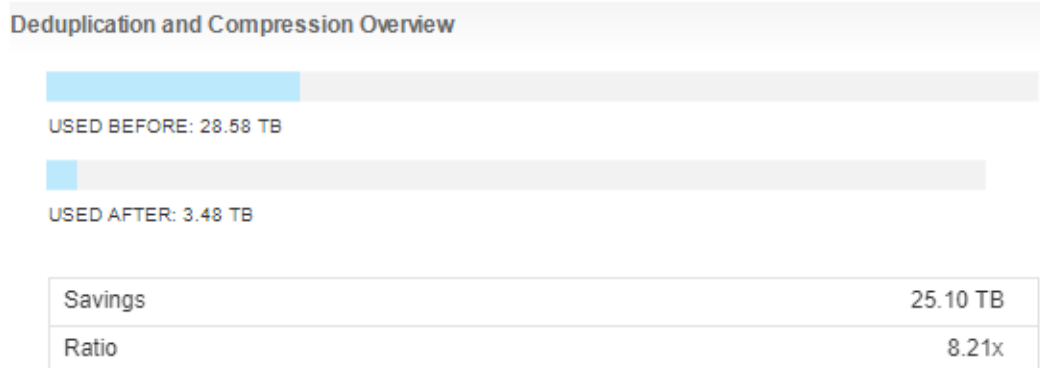 Deduplication and Compression Overview
USED BEFORE: 28.58 TB
USED AFTER: 3.48 TB
Savings 25.10 TB
Ratio 8.21x